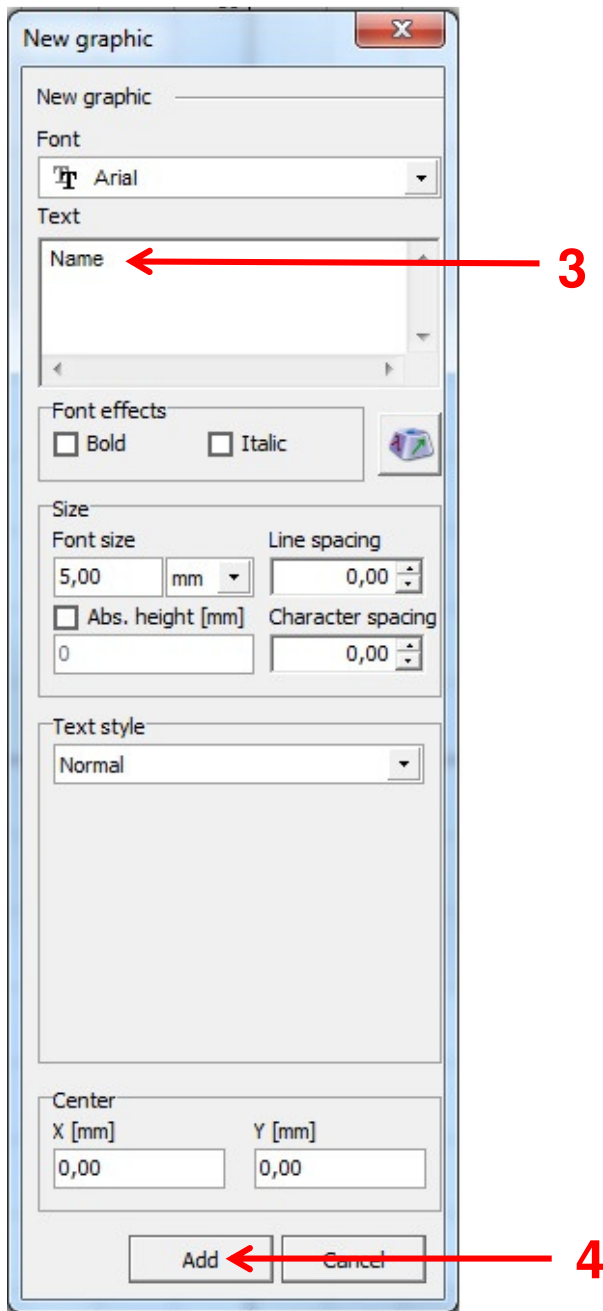 New graphic
New graphic
Font
Arial
Text
Name
3
Font effects
Bold Italic
Size
Font size Line spacing
5,00 mm 0,00
Abs. height [mm] Character spacing
0 0,00
Text style
Normal
Center
X [mm] Y [mm]
0,00 0,00
Add Cancel 4